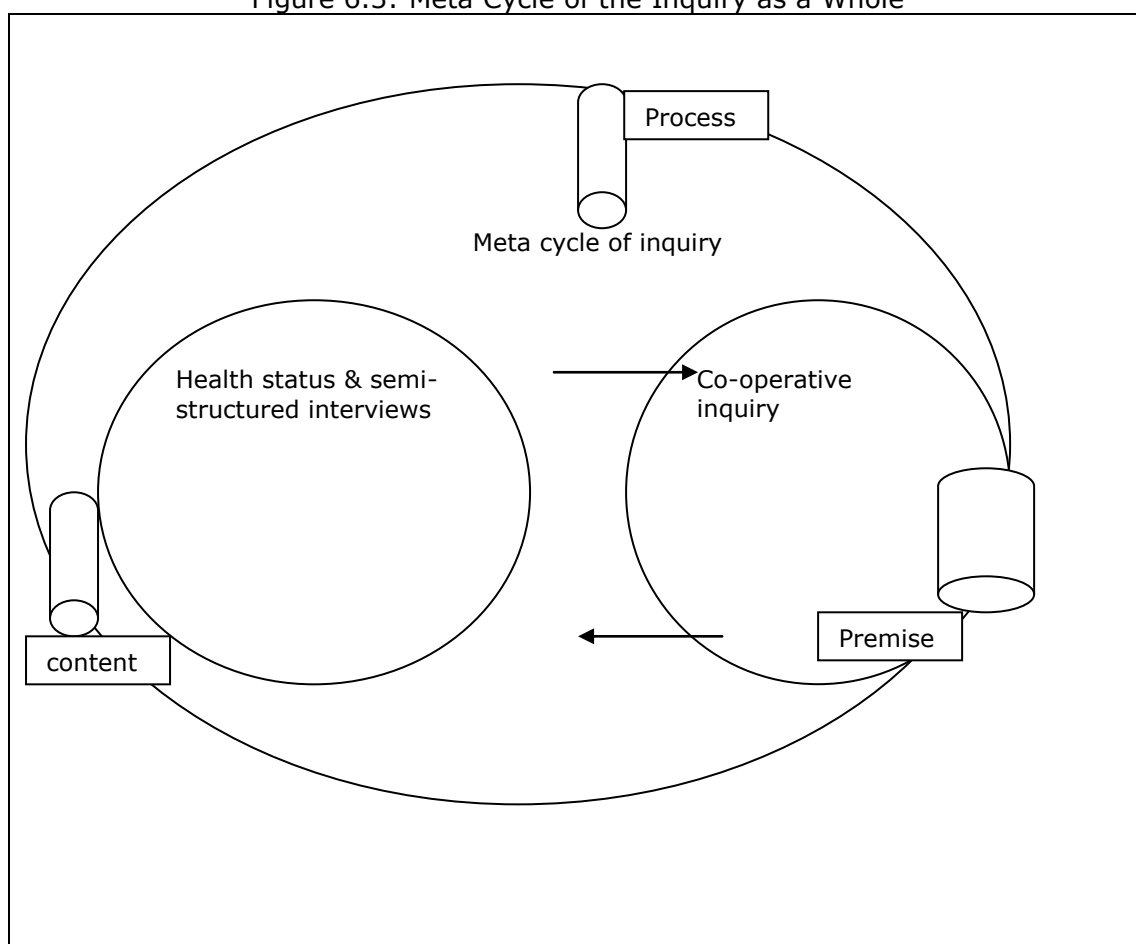 Figure 6.3: Meta Cycle of the Inquiry as a Whole
Process
Meta cycle of inquiry
Health status & semi-
structured interviews
Co-operative
inquiry
Premise
content